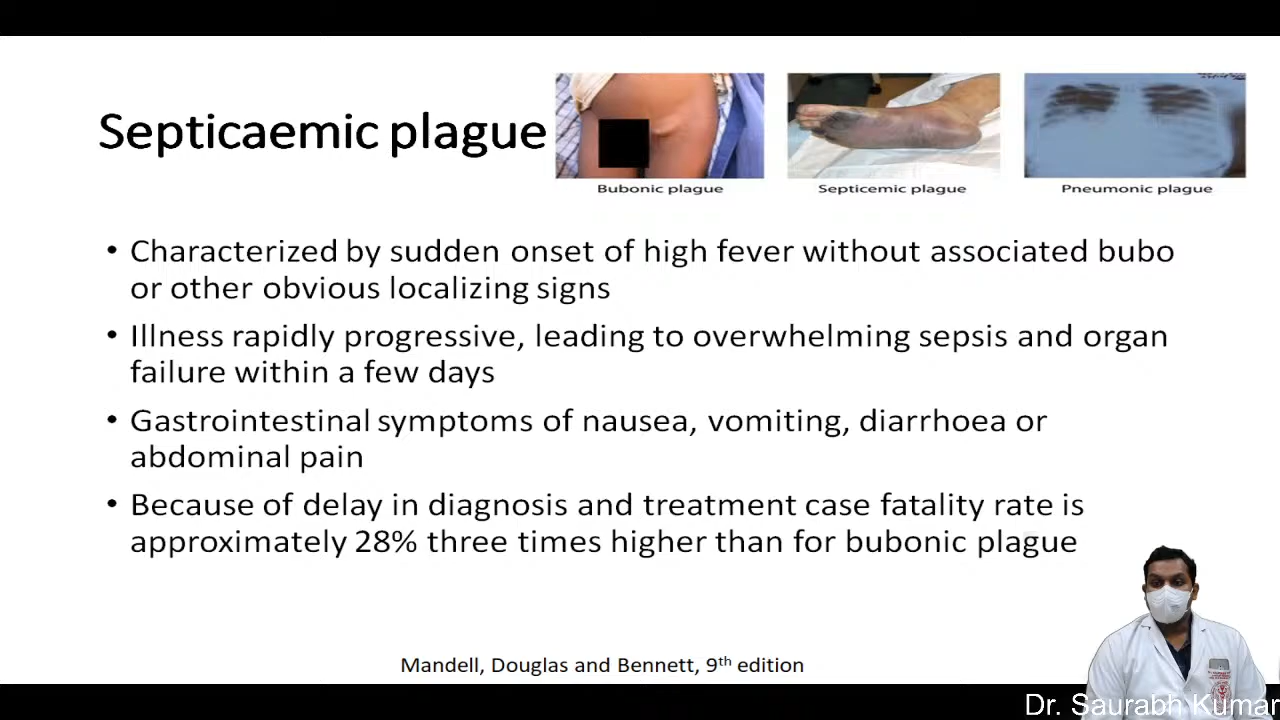 Septicaemic plague
Bubonic plague
Septicemic plague
Pneumonic plague
• Characterized by sudden onset of high fever without associated bubo
or other obvious localizing signs
• Illness rapidly progressive, leading to overwhelming sepsis and organ
failure within a few days
• Gastrointestinal symptoms of nausea, vomiting, diarrhoea or
abdominal pain
• Because of delay in diagnosis and treatment case fatality rate is
approximately 28% three times higher than for bubonic plague
Mandell, Douglas and Bennett, 9th edition
Dr. Saurabh Kumar